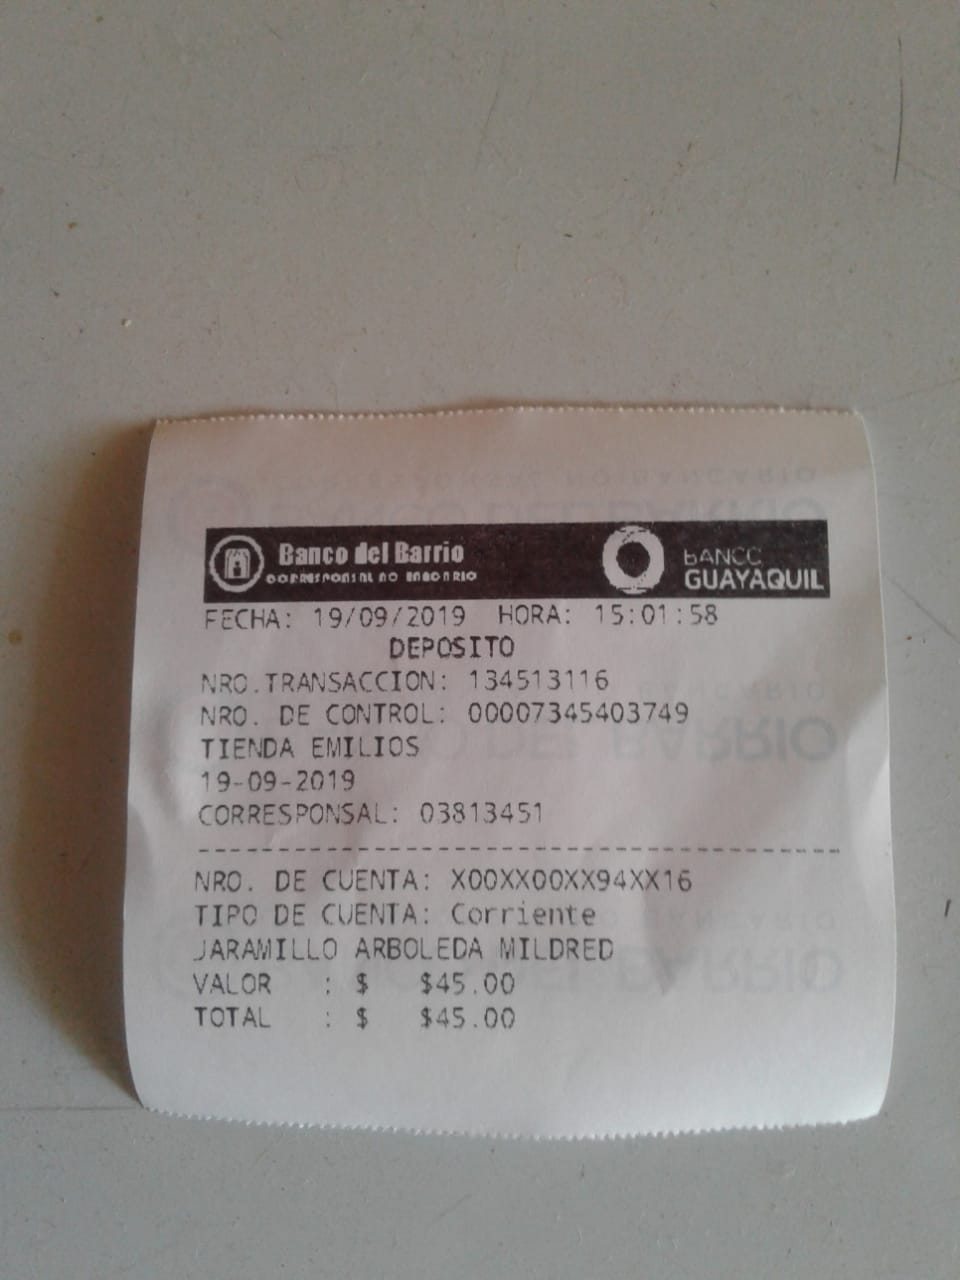 Banco del Barrio
CORRESPONSAL NO BANCARIO
BANCO
GUAYAQUIL
FECHA: 19/09/2019 HORA: 15:01:58
DEPOSITO
NRO.TRANSACCION: 134513116
NRO. DE CONTROL: 00007345403749
TIENDA EMILIOS
19-09-2019
CORRESPONSAL: 03813451
NRO. DE CUENTA: X00XX00XX94XX16
TIPO DE CUENTA: Corriente
JARAMILLO ARBOLEDA MILDRED
VALOR : $ $45.00
TOTAL : $ $45.00